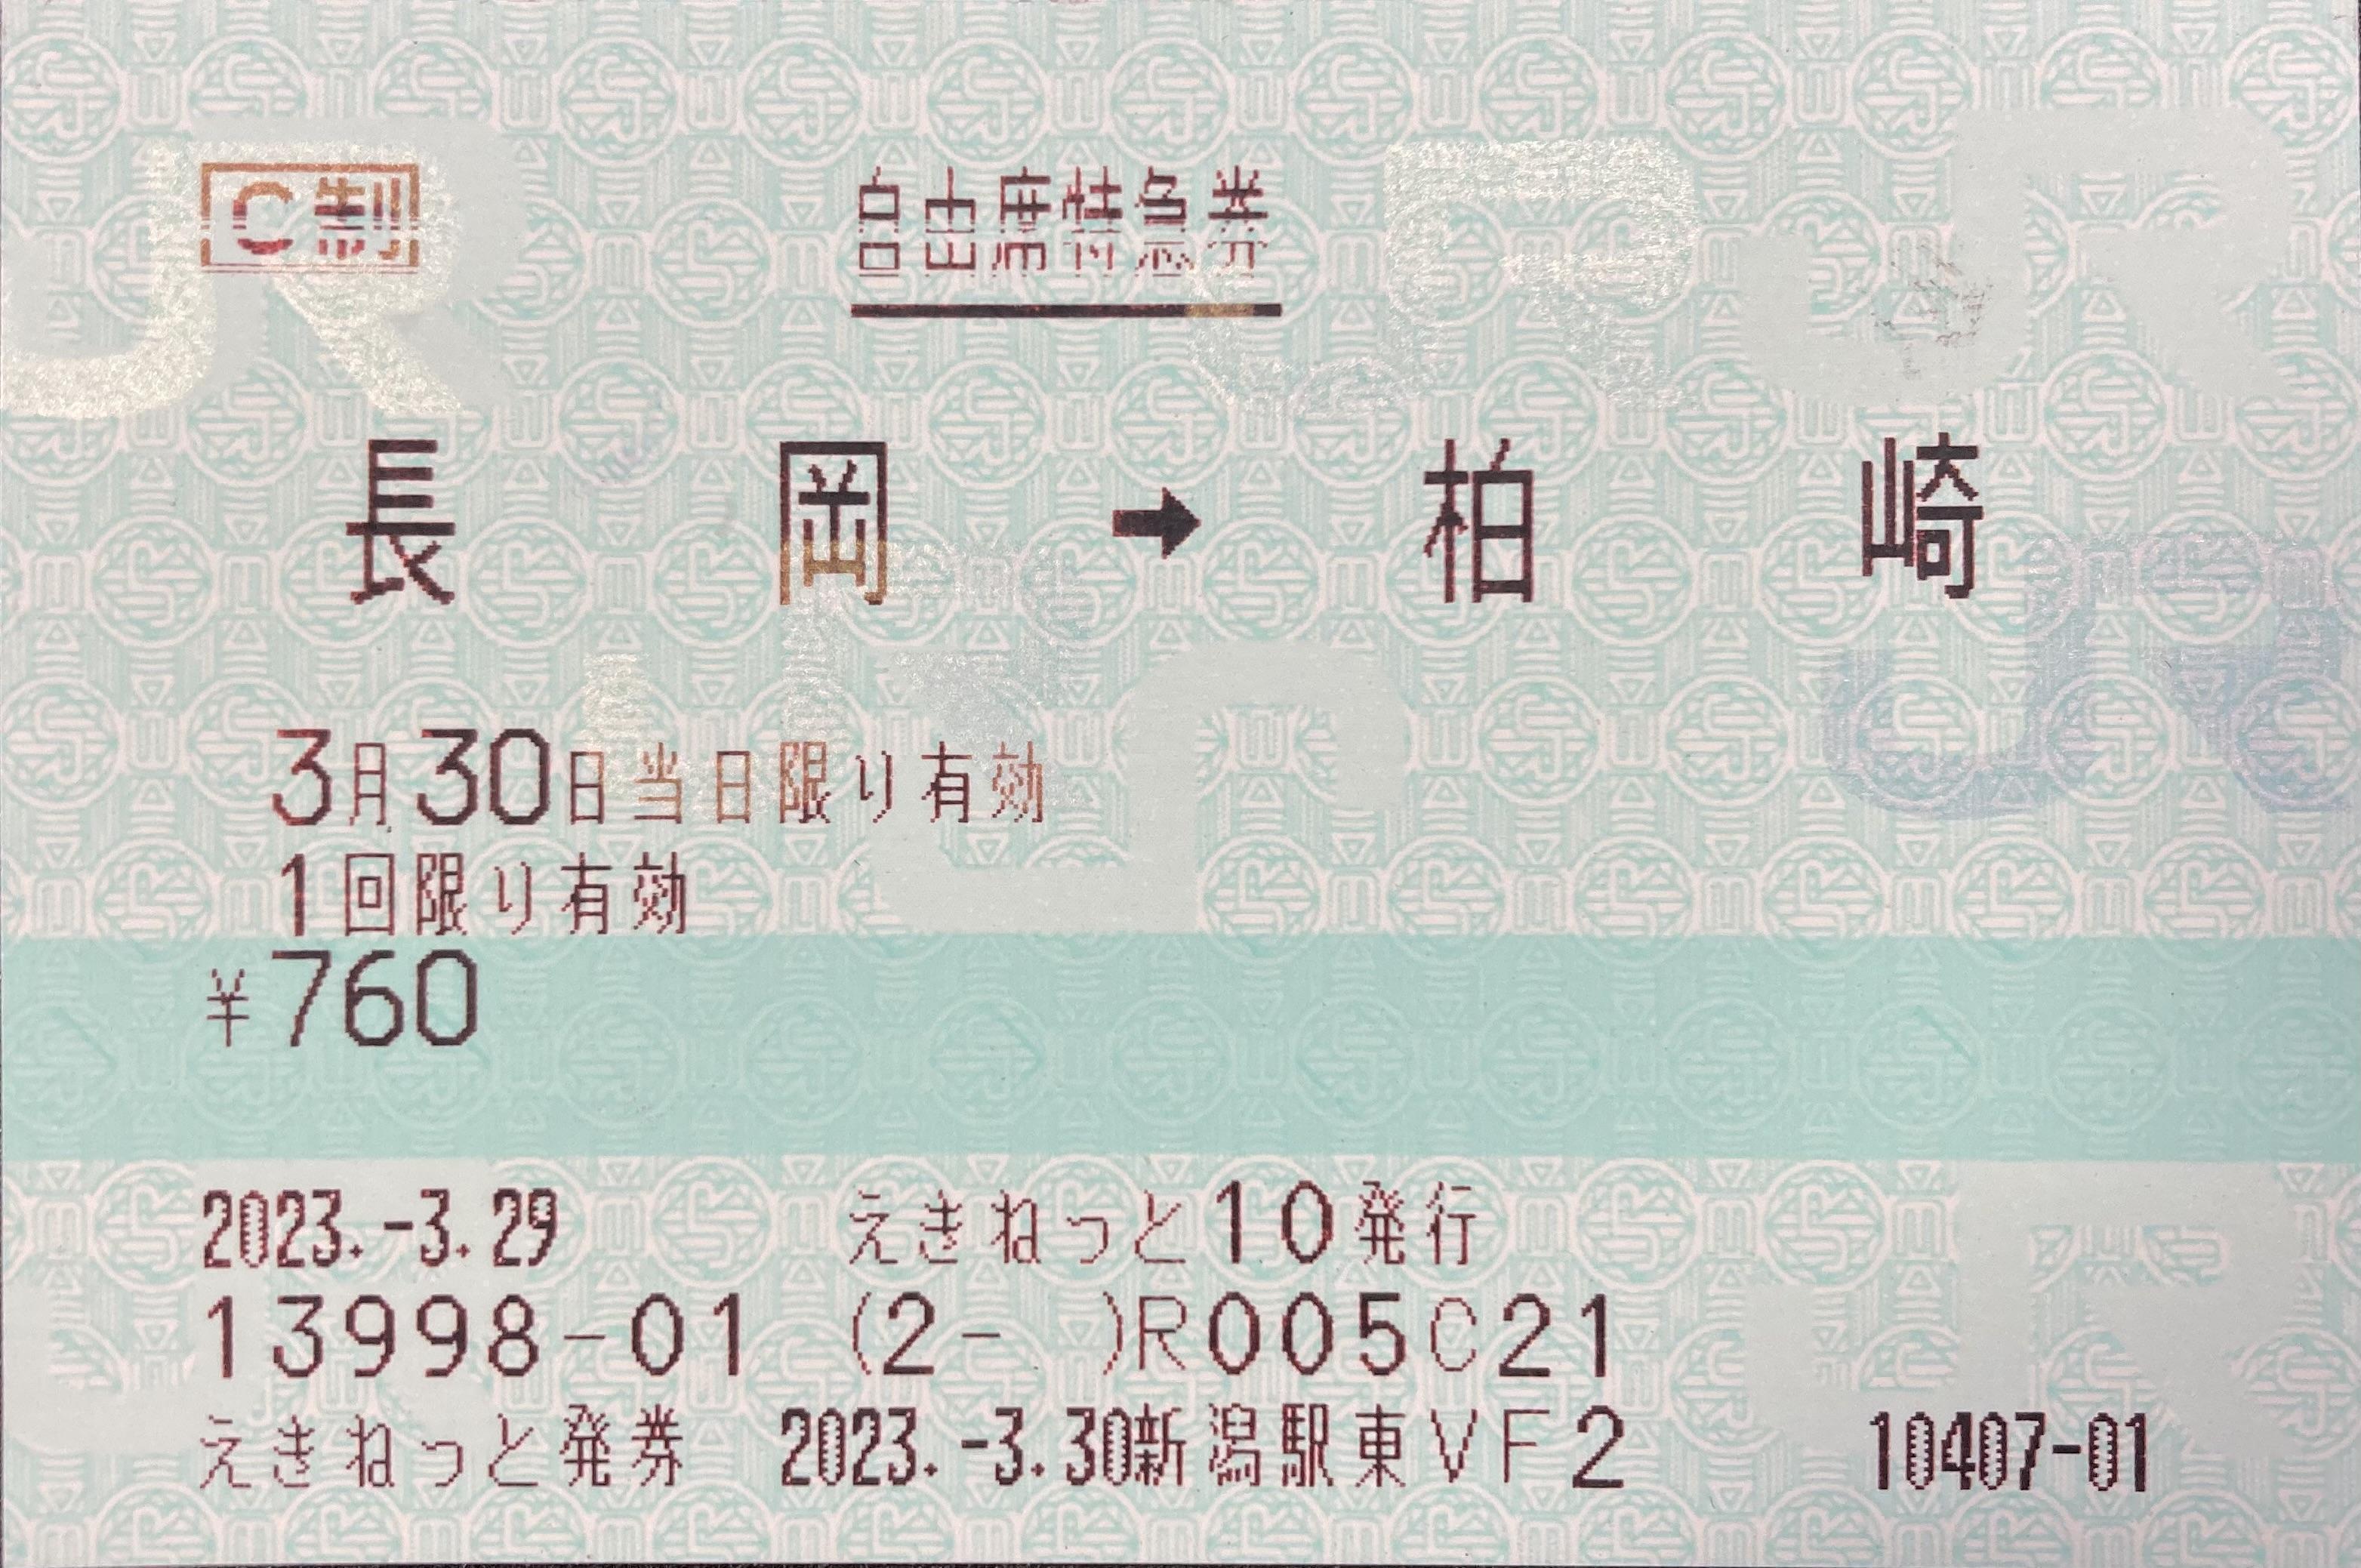 C制 自由席特急券
長岡➡柏崎
3月30日当日限り有効
1回限り有効
¥760
2023.-3.29 えきねっと10発行
13998-01 (2- )R005C21
えきねっと発券 2023.-3.30新潟駅東VF2 10407-01